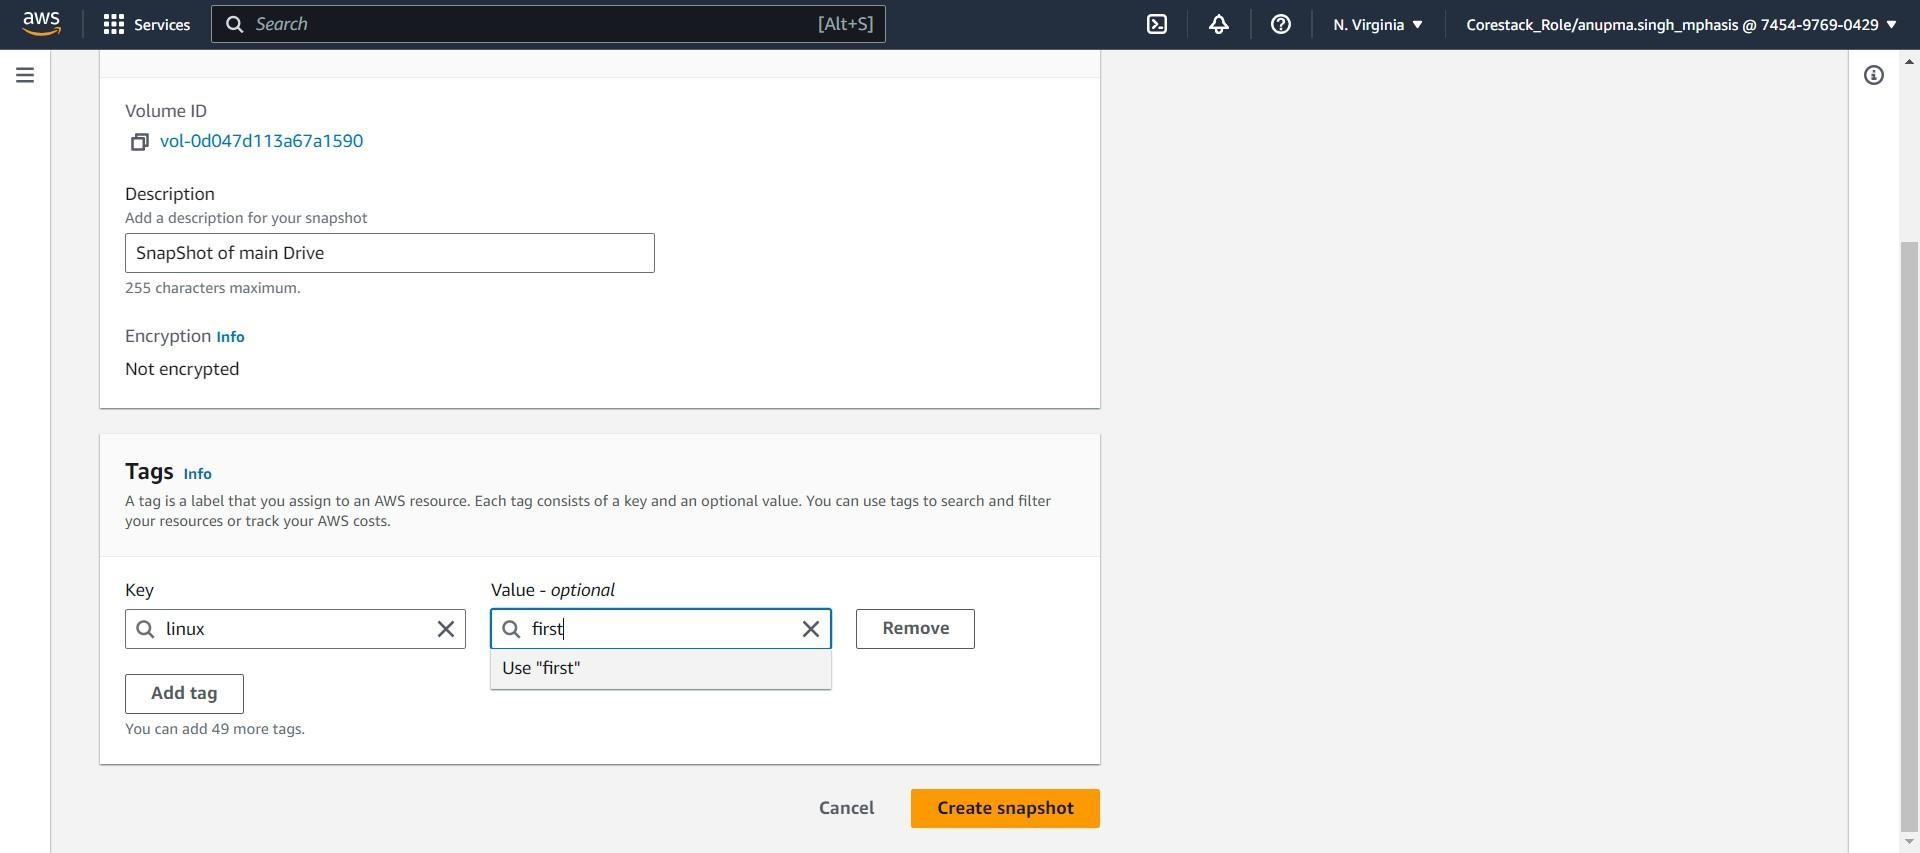 aws
Services
Search
[Alt+S]
N. Virginia
Corestack_Role/anupma.singh_mphasis @ 7454-9769-0429
Volume ID
vol-0d047d113a67a1590
Description
Add a description for your snapshot
SnapShot of main Drive
255 characters maximum.
Encryption Info
Not encrypted
Tags Info
A tag is a label that you assign to an AWS resource. Each tag consists of a key and an optional value. You can use tags to search and filter
your resources or track your AWS costs.
Key
Value - optional
linux
first
Remove
Use "first"
Add tag
You can add 49 more tags.
Cancel
Create snapshot